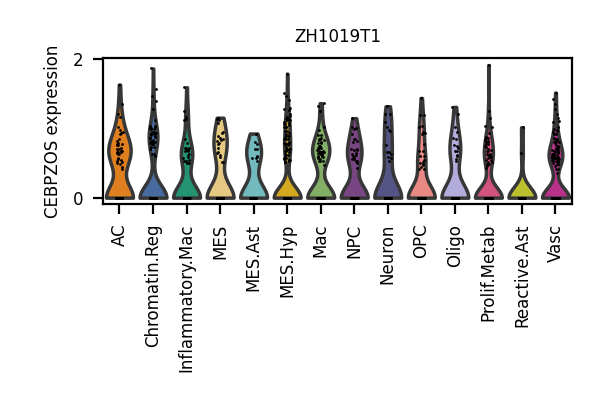 ZH1019T1
CEBPZOS expression
2
0
AC
Chromatin.Reg
Inflammatory.Mac
MES
MES.Ast
MES.Hyp
Mac
NPC
Neuron
OPC
Oligo
Prolif.Metab
Reactive.Ast
Vasc